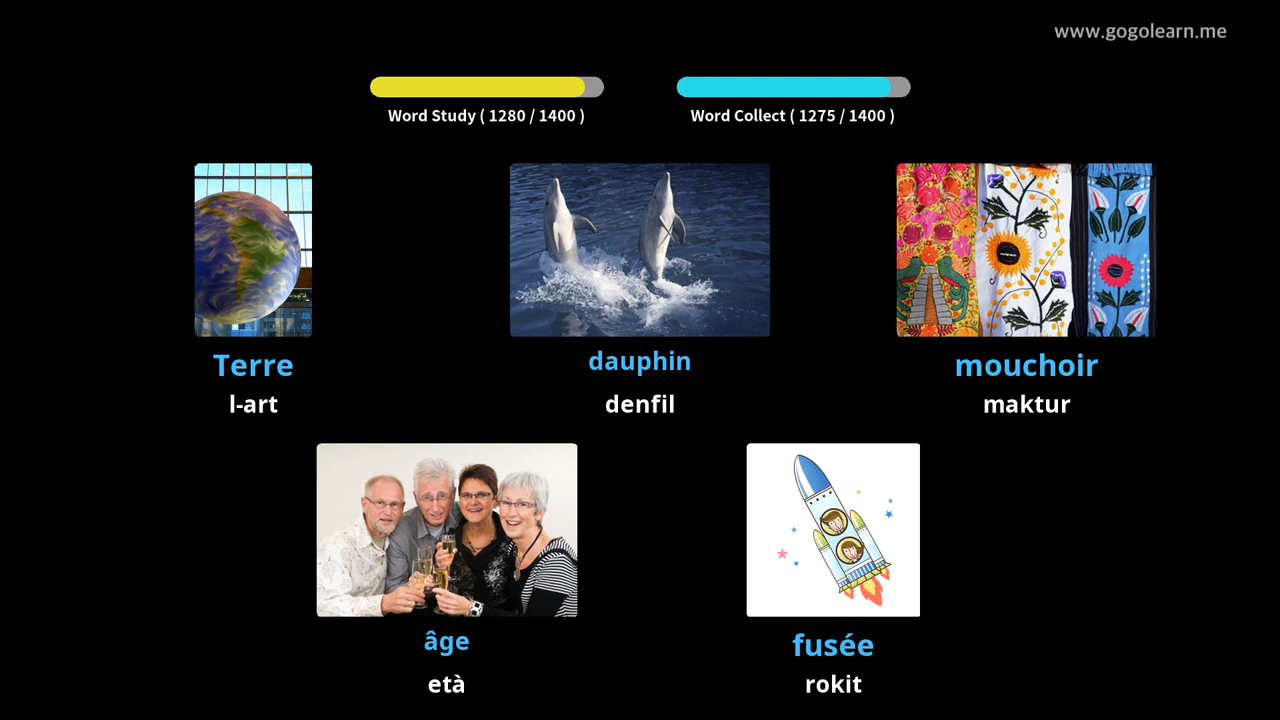 www.gogolearn.me
Word Study ( 1280 / 1400 )
Word Collect ( 1275 / 1400 )
Terre
l-art
dauphin
denfil
mouchoir
maktur
âge
età
fusée
rokit